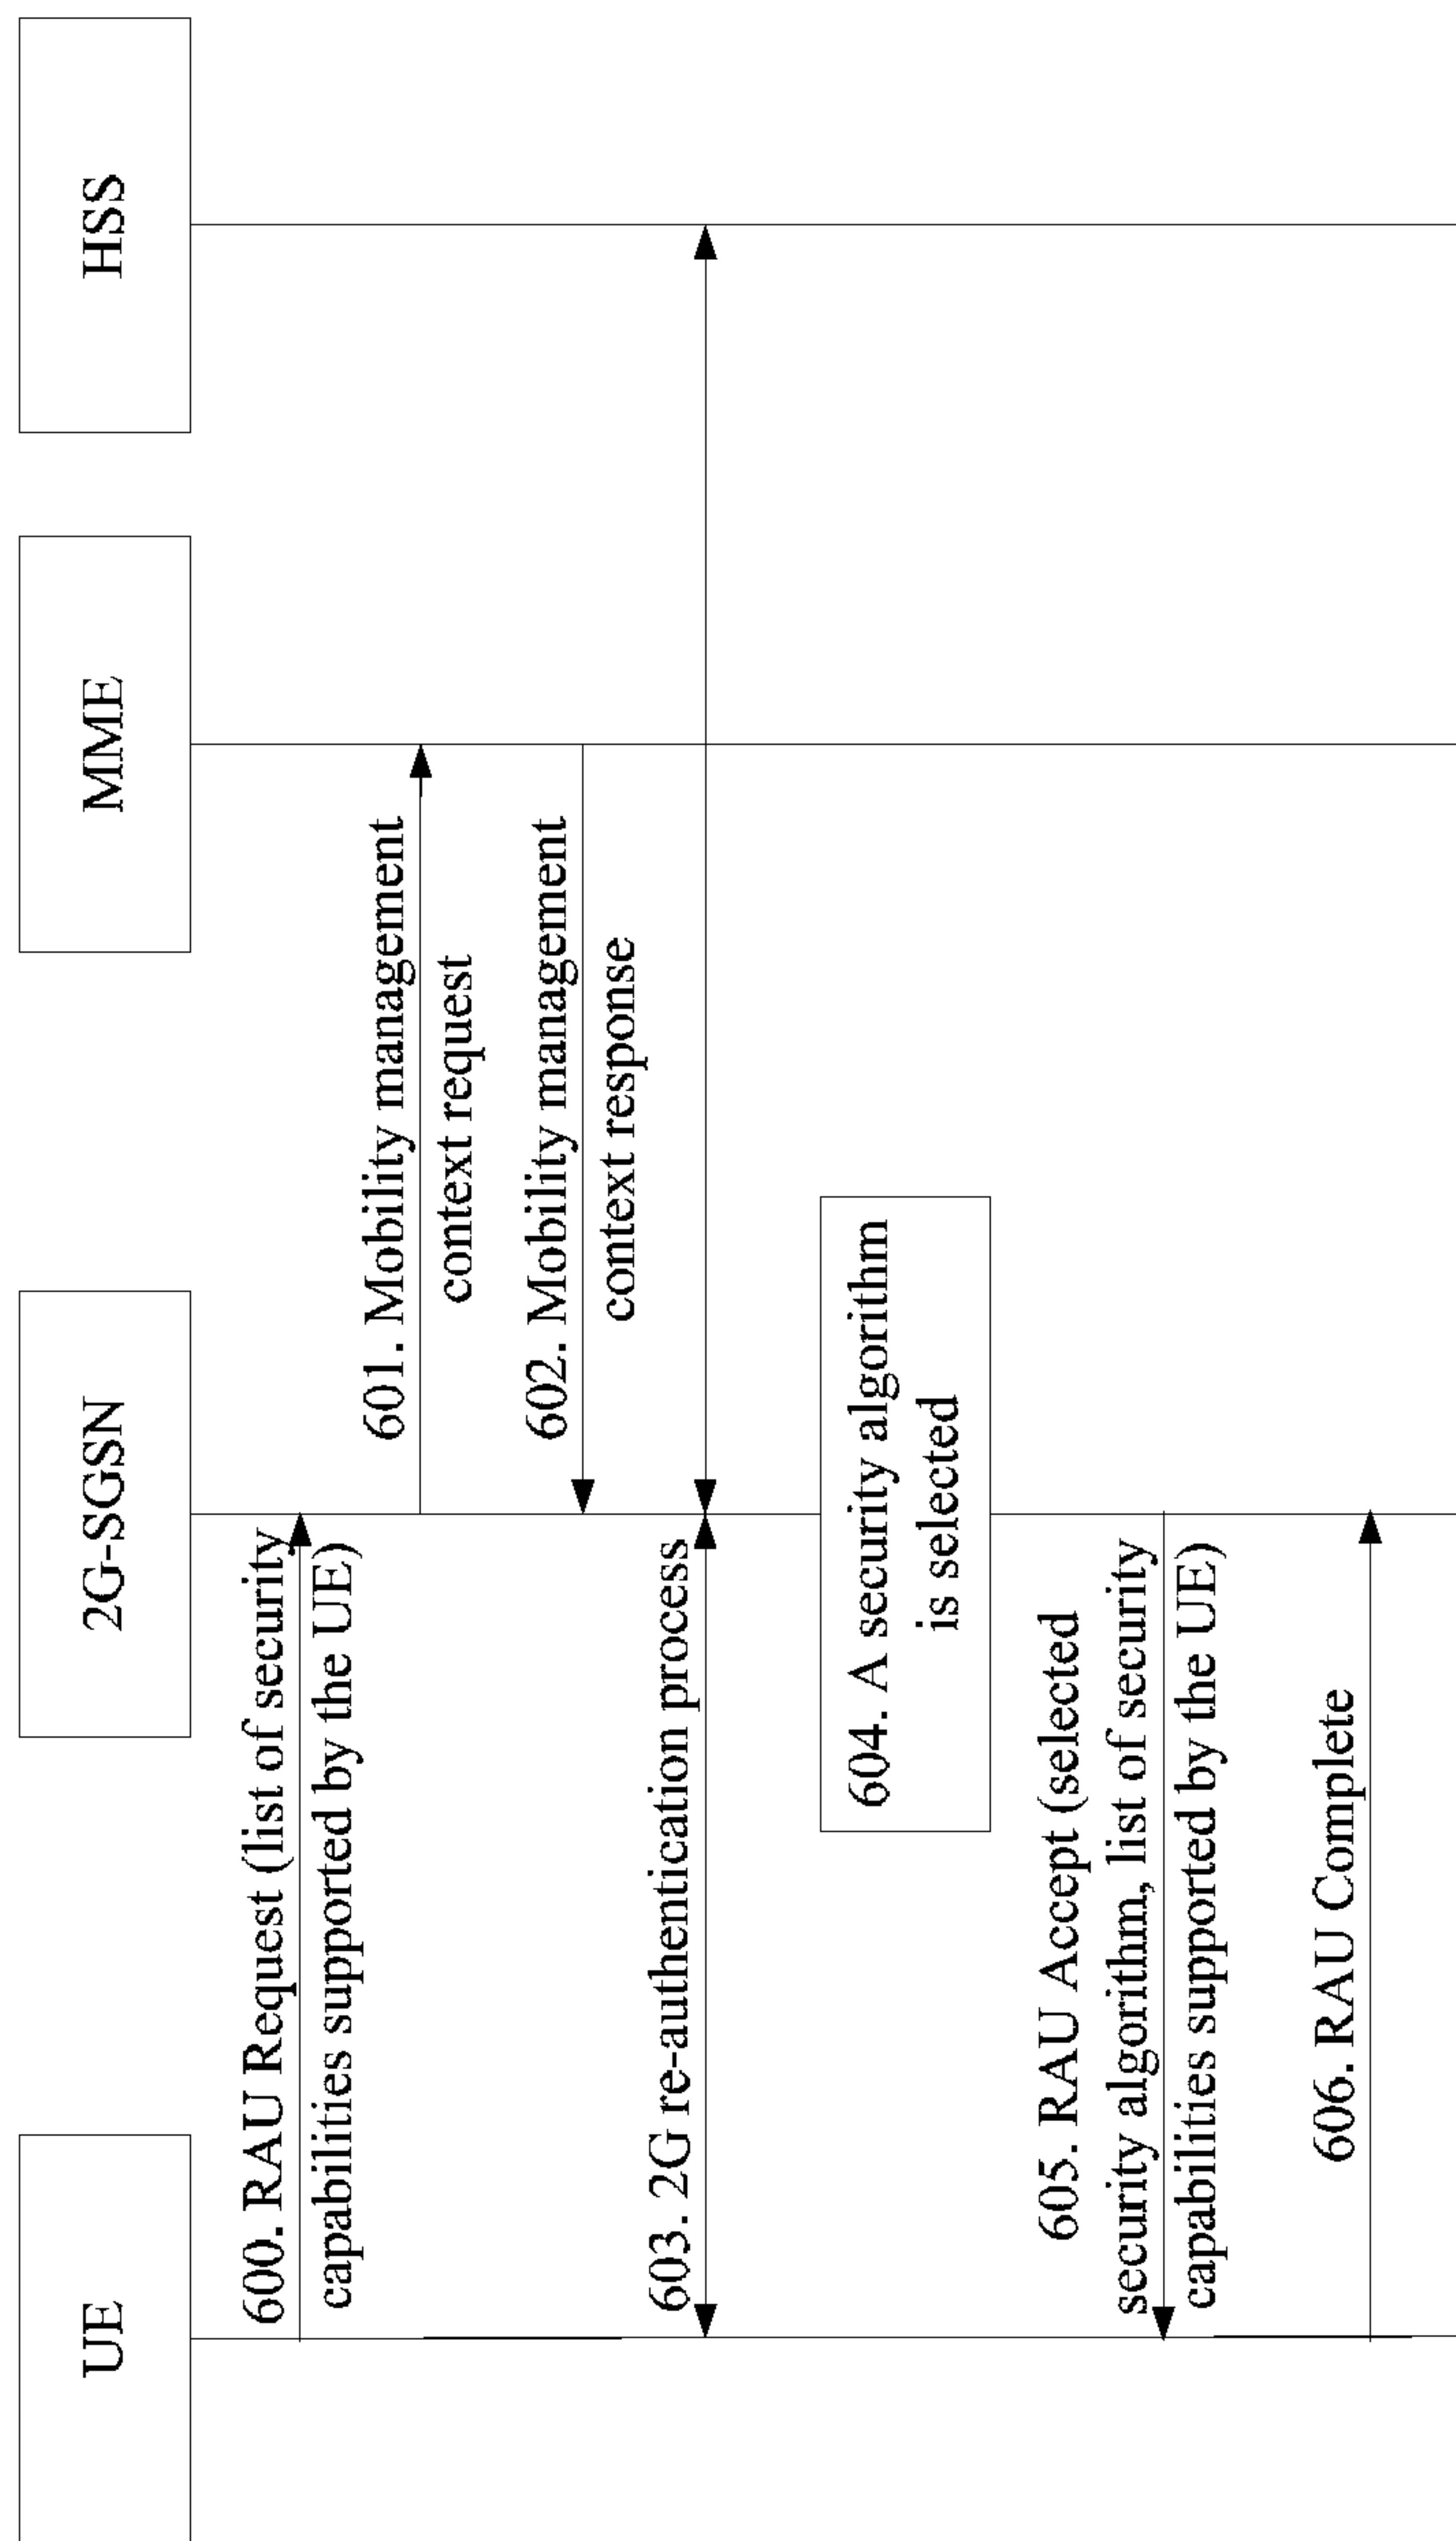 UE
2G-SGSN
MME
HSS
600. RAU Request (list of security
capabilities supported by the UE)
601. Mobility management
context request
602. Mobility management
context response
603. 2G re-authentication process
604. A security algorithm
is selected
605. RAU Accept (selected
security algorithm, list of security
capabilities supported by the UE)
606. RAU Complete